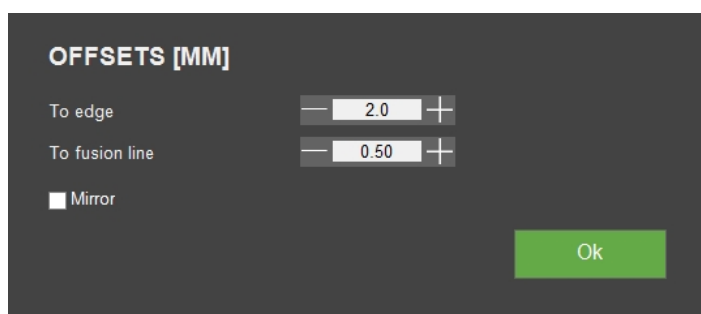 OFFSETS [MM]
To edge 2.0
To fusion line 0.50
Mirror
Ok